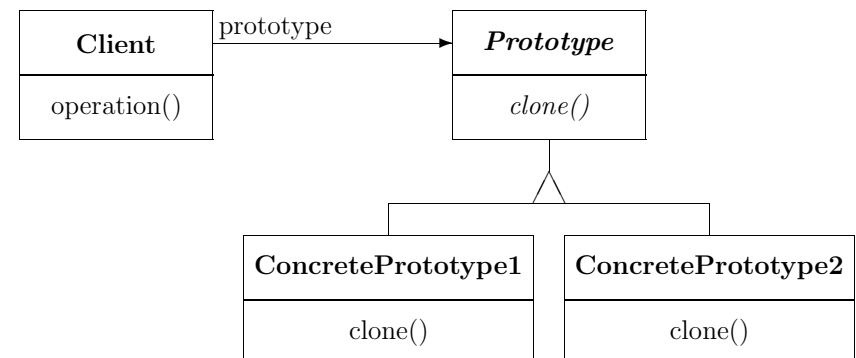 Client
prototype
Prototype
operation()
clone()
ConcretePrototype1
ConcretePrototype2
clone()
clone()